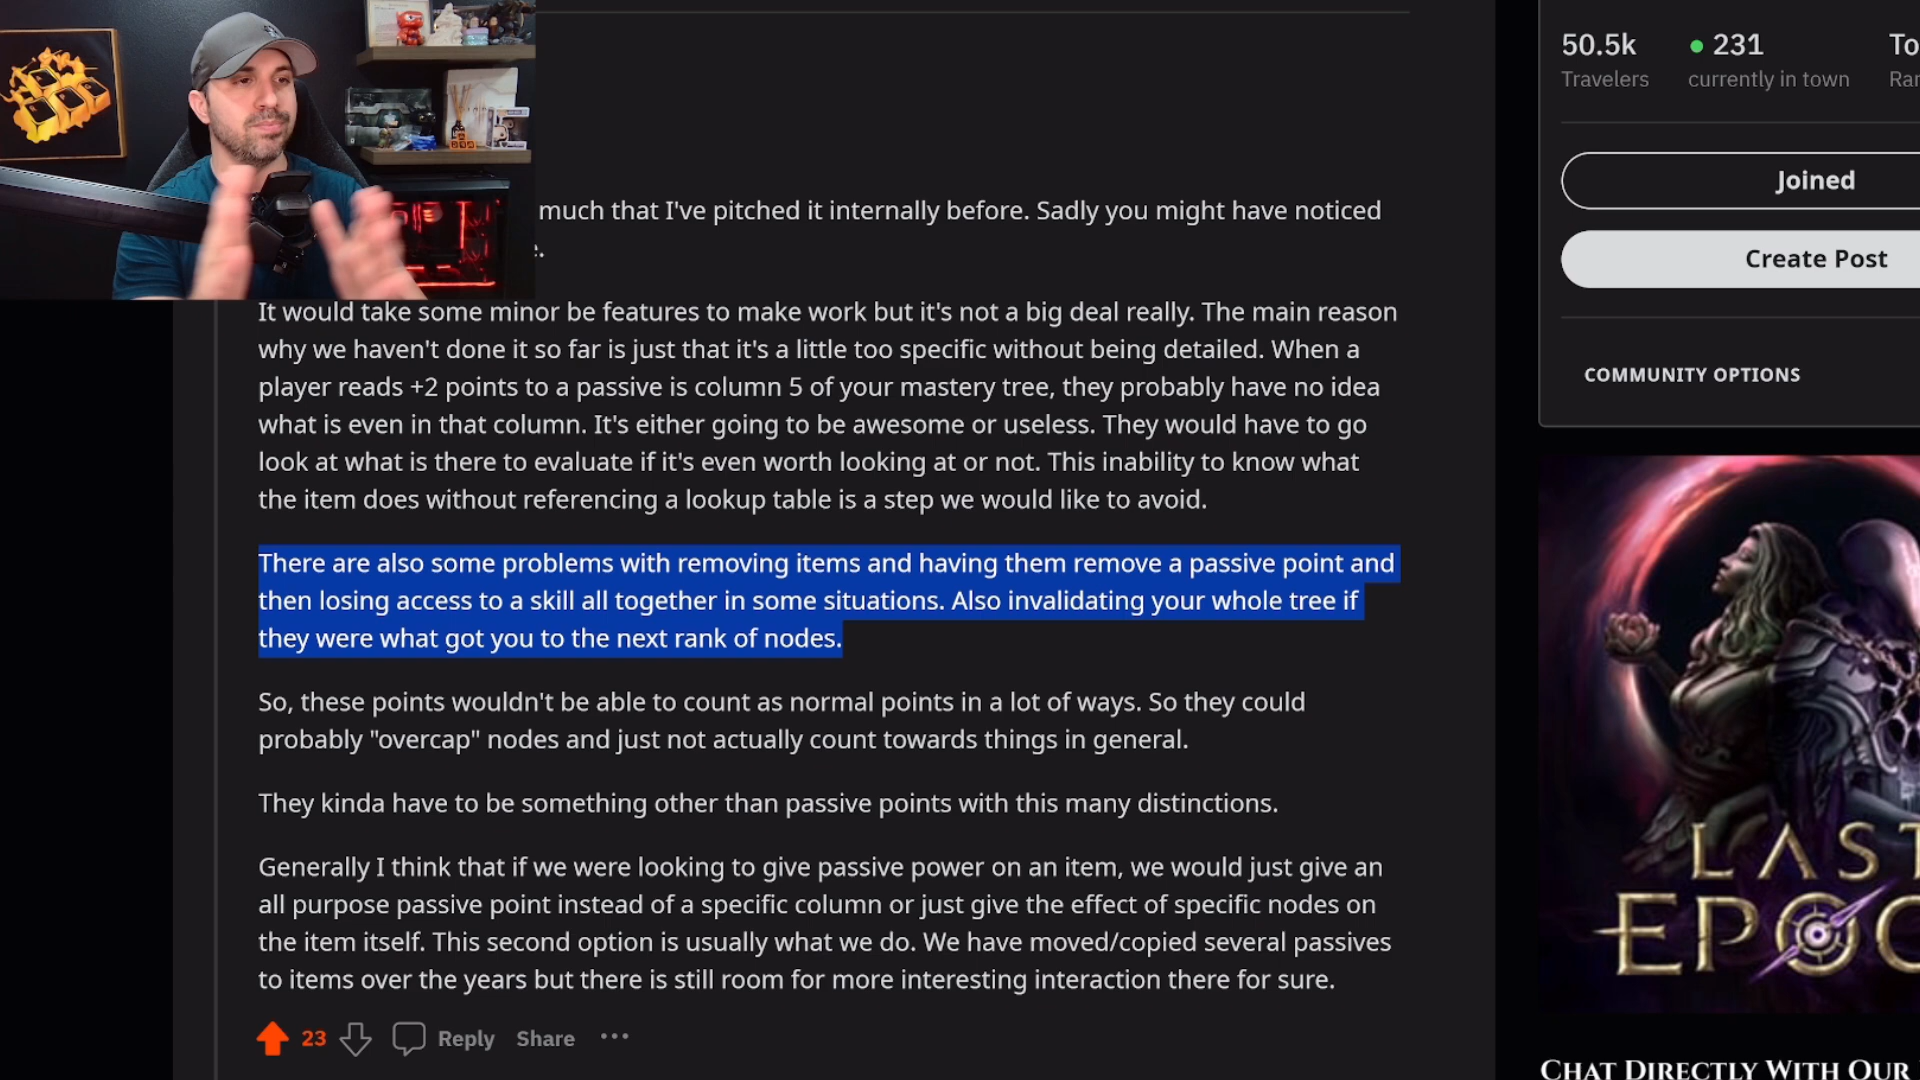 50.5k
231
Travelers
currently in town
Joined
Create Post
COMMUNITY OPTIONS
much that I've pitched it internally before. Sadly you might have noticed
It would take some minor be features to make work but it's not a big deal really. The main reason
why we haven't done it so far is just that it's a little too specific without being detailed. When a
player reads +2 points to a passive is column 5 of your mastery tree, they probably have no idea
what is even in that column. It's either going to be awesome or useless. They would have to go
look at what is there to evaluate if it's even worth looking at or not. This inability to know what
the item does without referencing a lookup table is a step we would like to avoid.
There are also some problems with removing items and having them remove a passive point and
then losing access to a skill all together in some situations. Also invalidating your whole tree if
they were what got you to the next rank of nodes.
So, these points wouldn't be able to count as normal points in a lot of ways. So they could
probably "overcap" nodes and just not actually count towards things in general.
They kinda have to be something other than passive points with this many distinctions.
Generally I think that if we were looking to give passive power on an item, we would just give an
all purpose passive point instead of a specific column or just give the effect of specific nodes on
the item itself. This second option is usually what we do. We have moved/copied several passives
to items over the years but there is still room for more interesting interaction there for sure.
23 Reply Share
LAST
EPOC
CHAT DIRECTLY WITH OUR